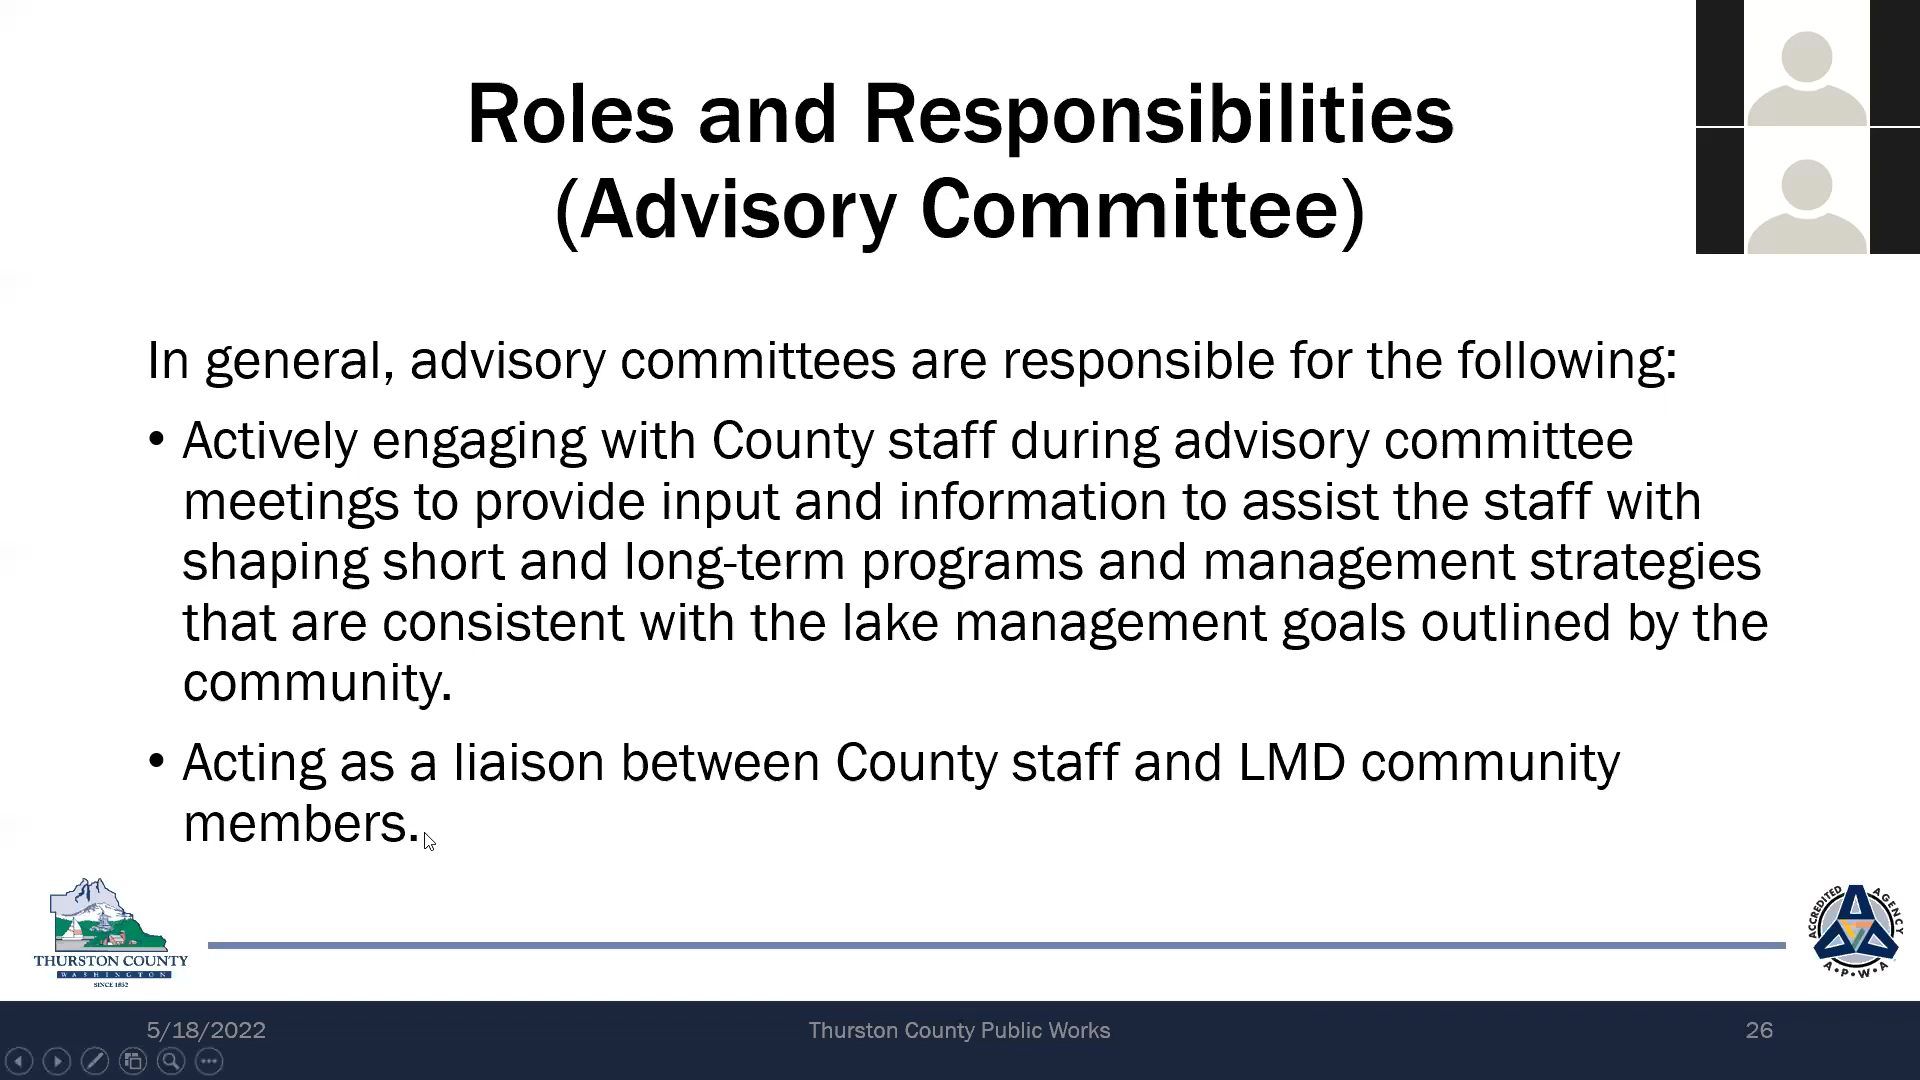 Roles and Responsibilities
(Advisory Committee)
In general, advisory committees are responsible for the following:
• Actively engaging with County staff during advisory committee
meetings to provide input and information to assist the staff with
shaping short and long-term programs and management strategies
that are consistent with the lake management goals outlined by the
community.
• Acting as a liaison between County staff and LMD community
members.
THURSTON COUNTY
WASHINGTON
SINCE 1852
ACCREDITED AGENCY
A•P•W•A
5/18/2022
Thurston County Public Works
26